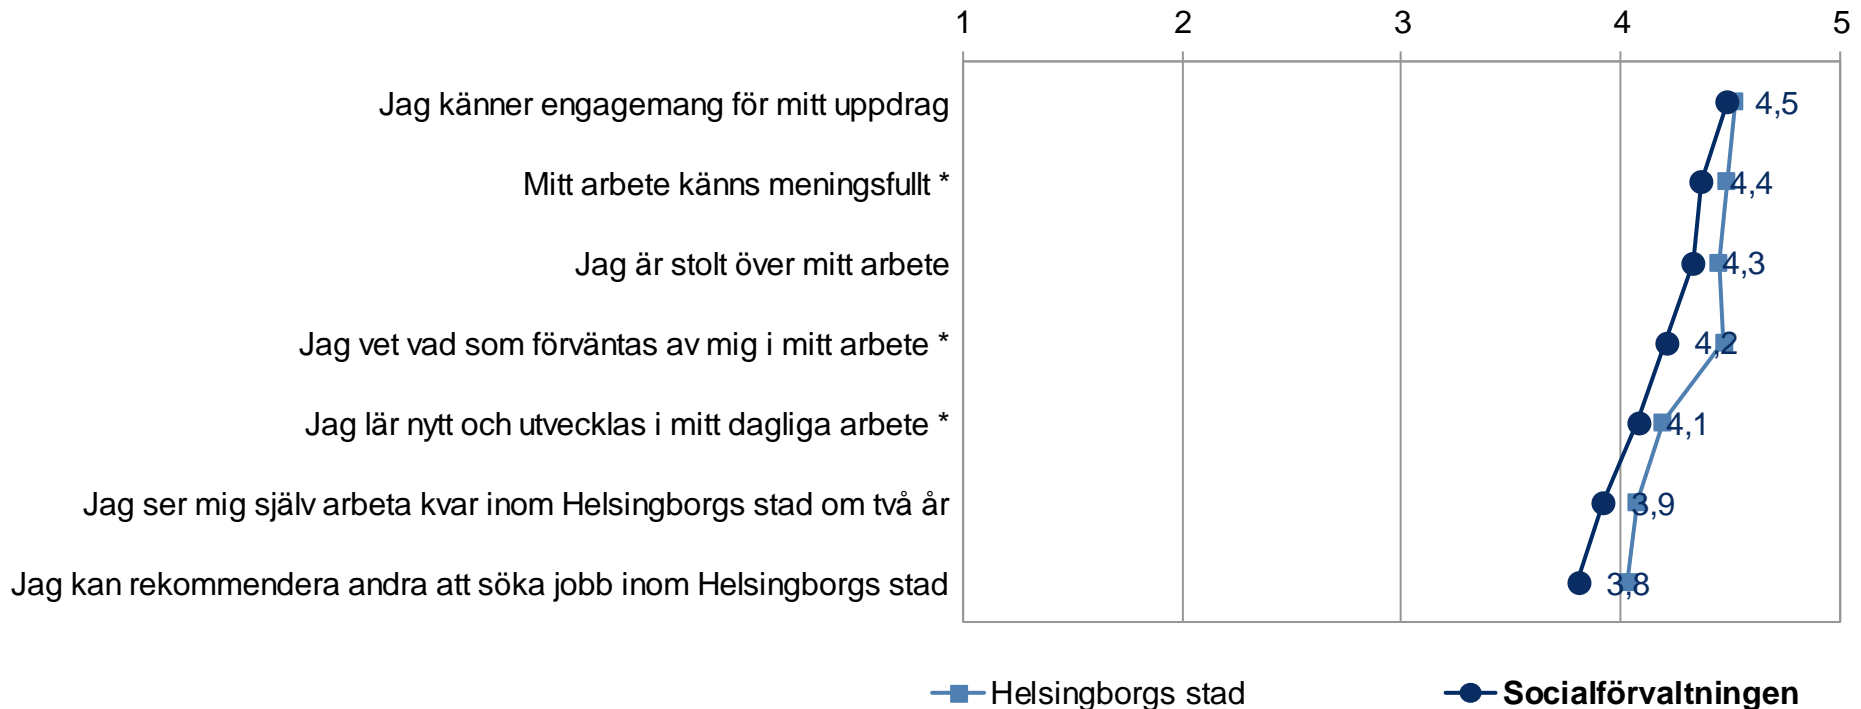 1 2 3 4 5
Jag känner engagemang för mitt uppdrag 4,5
Mitt arbete känns meningsfullt * 4,4
Jag är stolt över mitt arbete 4,3
Jag vet vad som förväntas av mig i mitt arbete * 4,2
Jag lär nytt och utvecklas i mitt dagliga arbete * 4,1
Jag ser mig själv arbeta kvar inom Helsingborgs stad om två år 3,9
Jag kan rekommendera andra att söka jobb inom Helsingborgs stad 3,8
Helsingborgs stad Socialförvaltningen